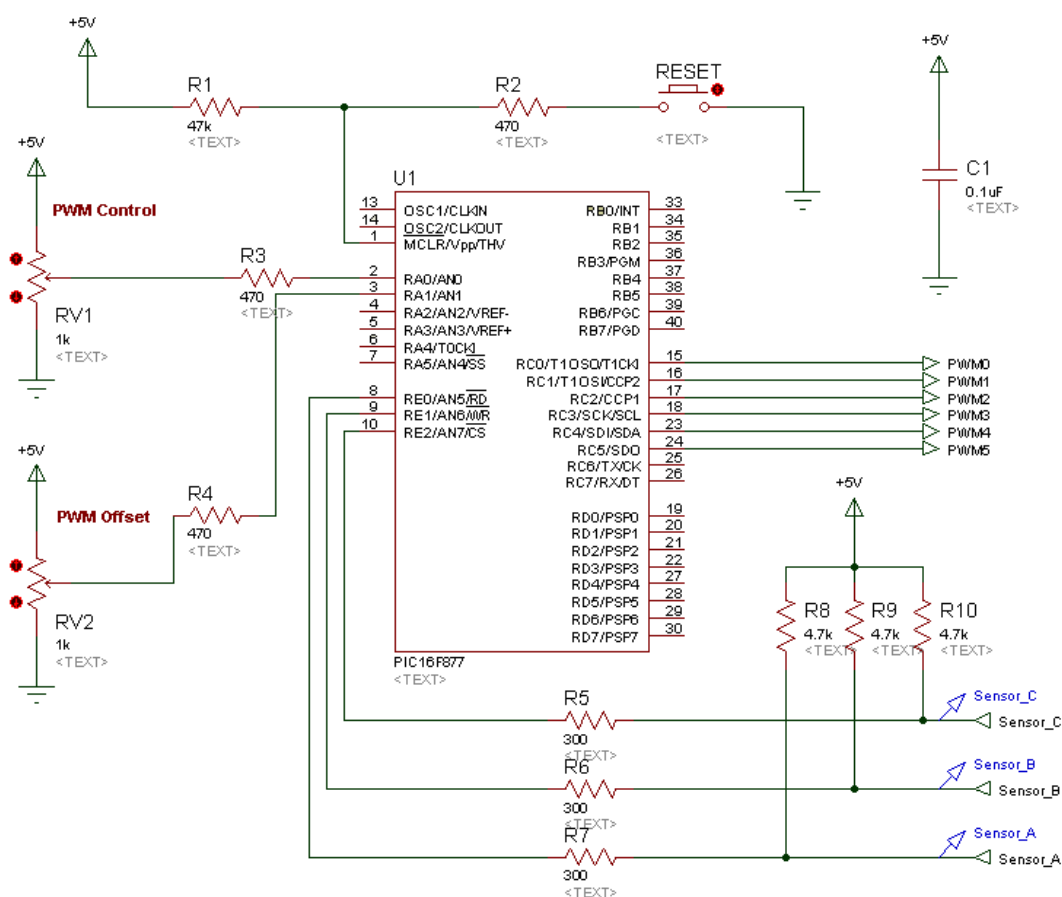 +5V
+5V
R1
R2
RESET
47k
470
<TEXT>
<TEXT>
<TEXT>
+5V
C1
0.1uF
<TEXT>
PWM Control
U1
13 OSC1/CLKIN RB0/INT 33
14 OSC2/CLKOUT RB1 34
1 MCLR/Vpp/THV RB2 35
RB3/PGM 36
2 RA0/AN0 RB4 37
3 RA1/AN1 RB5 38
4 RA2/AN2/VREF- RB6/PGC 39
5 RA3/AN3/VREF+ RB7/PGD 40
6 RA4/T0CKI
7 RA5/AN4/SS RC0/T1OSO/T1CKI 15 PWM0
RC1/T1OSI/CCP2 16 PWM1
8 RE0/AN5/RD RC2/CCP1 17 PWM2
9 RE1/AN6/WR RC3/SCK/SCL 18 PWM3
10 RE2/AN7/CS RC4/SDI/SDA 23 PWM4
RC5/SDO 24 PWM5
RC6/TX/CK 25
RC7/RX/DT 26
RD0/PSP0 19
RD1/PSP1 20
RD2/PSP2 21
RD3/PSP3 22
RD4/PSP4 27
RD5/PSP5 28
RD6/PSP6 29
RD7/PSP7 30
PIC16F877
<TEXT>
R3
470
<TEXT>
RV1
1k
<TEXT>
+5V
PWM Offset
R4
470
<TEXT>
RV2
1k
<TEXT>
+5V
R8
4.7k
<TEXT>
R9
4.7k
<TEXT>
R10
4.7k
<TEXT>
R5
300
<TEXT>
Sensor_C
Sensor_C
R6
300
<TEXT>
Sensor_B
Sensor_B
R7
300
<TEXT>
Sensor_A
Sensor_A